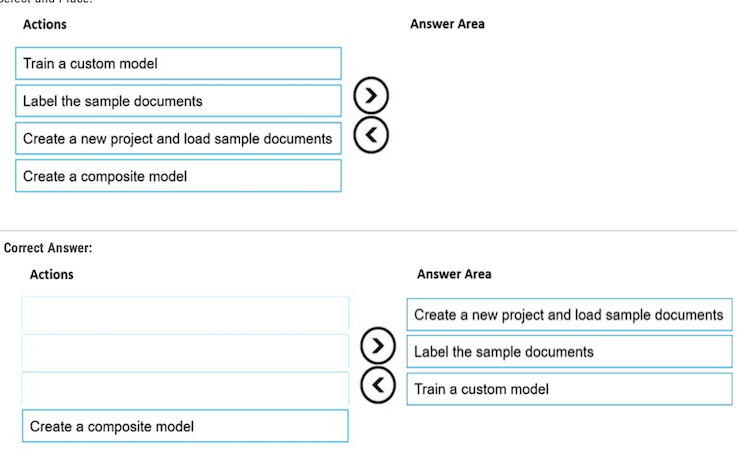 Actions
Answer Area
Train a custom model
Label the sample documents
Create a new project and load sample documents
Create a composite model
Correct Answer:
Actions
Answer Area
Create a new project and load sample documents
Label the sample documents
Train a custom model
Create a composite model